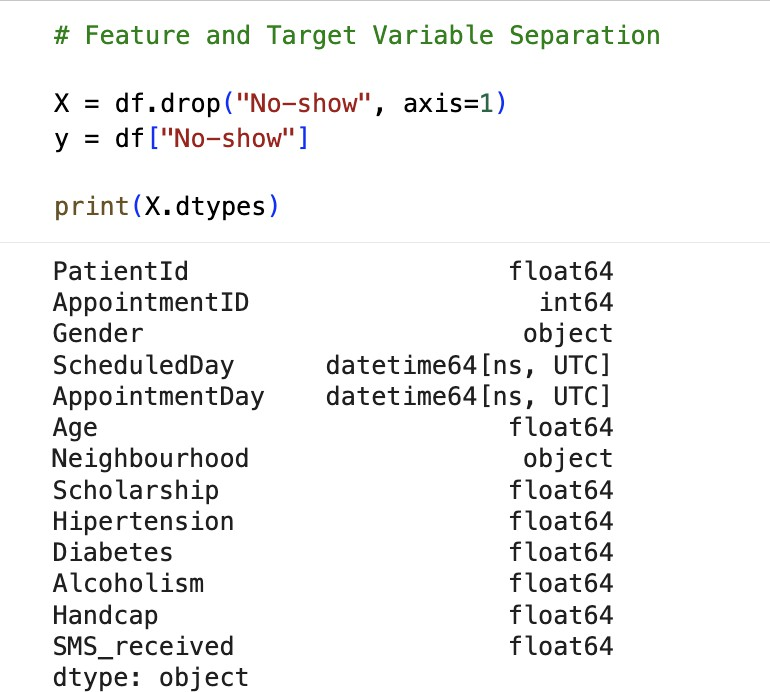 # Feature and Target Variable Separation
X = df.drop("No-show", axis=1)
y = df["No-show"]
print(X.dtypes)
PatientId float64
AppointmentID int64
Gender object
ScheduledDay datetime64[ns, UTC]
AppointmentDay datetime64[ns, UTC]
Age float64
Neighbourhood object
Scholarship float64
Hipertension float64
Diabetes float64
Alcoholism float64
Handcap float64
SMS_received float64
dtype: object